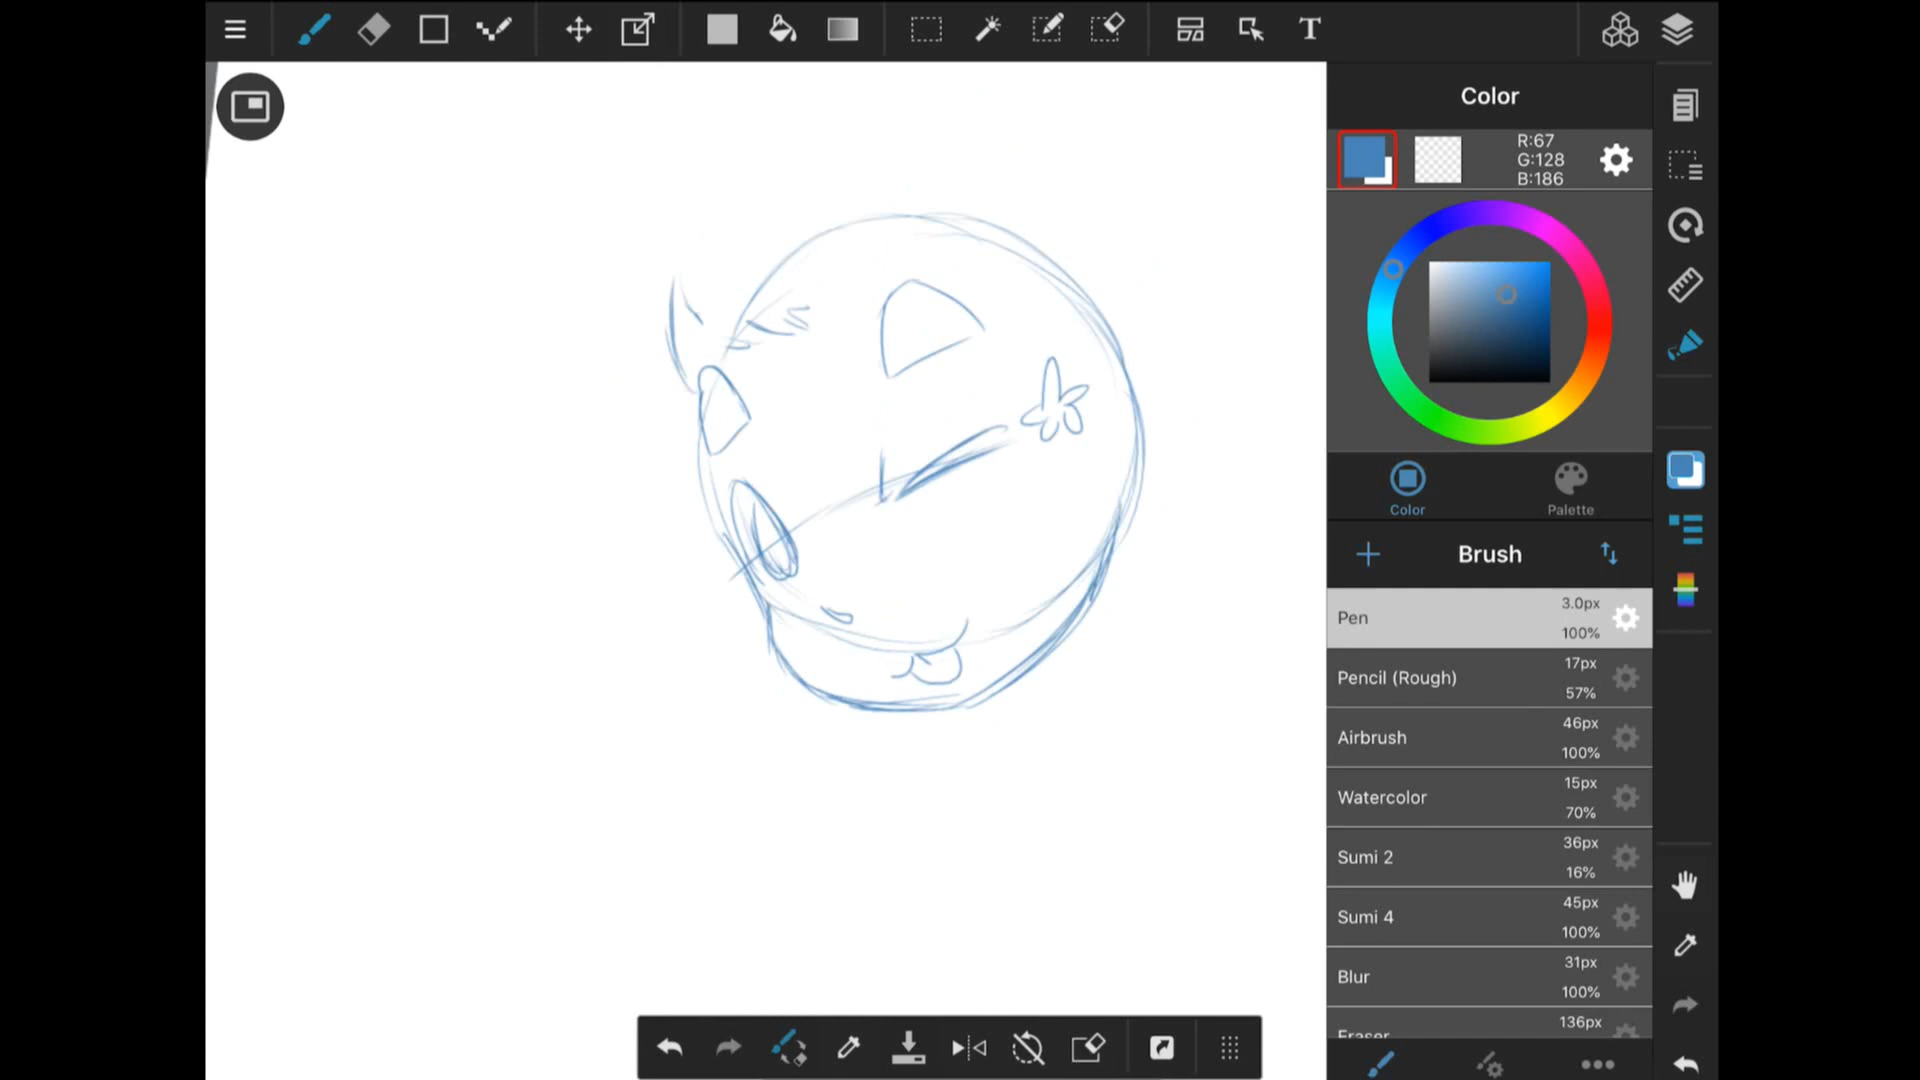 T
Color
R:67
G:128
B:186
Color
Palette
Brush
Pen
3.0px
100%
Pencil (Rough)
17px
57%
Airbrush
46px
100%
Watercolor
15px
70%
Sumi 2
36px
16%
Sumi 4
45px
100%
Blur
31px
100%
Eraser
136px